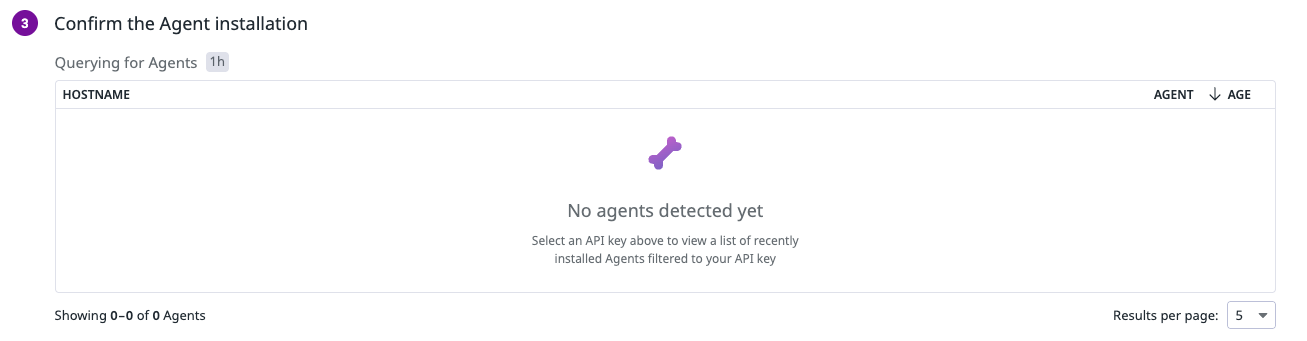 3 Confirm the Agent installation
Querying for Agents 1h
HOSTNAME AGENT ↓ AGE
No agents detected yet
Select an API key above to view a list of recently
installed Agents filtered to your API key
Showing 0–0 of 0 Agents Results per page: 5